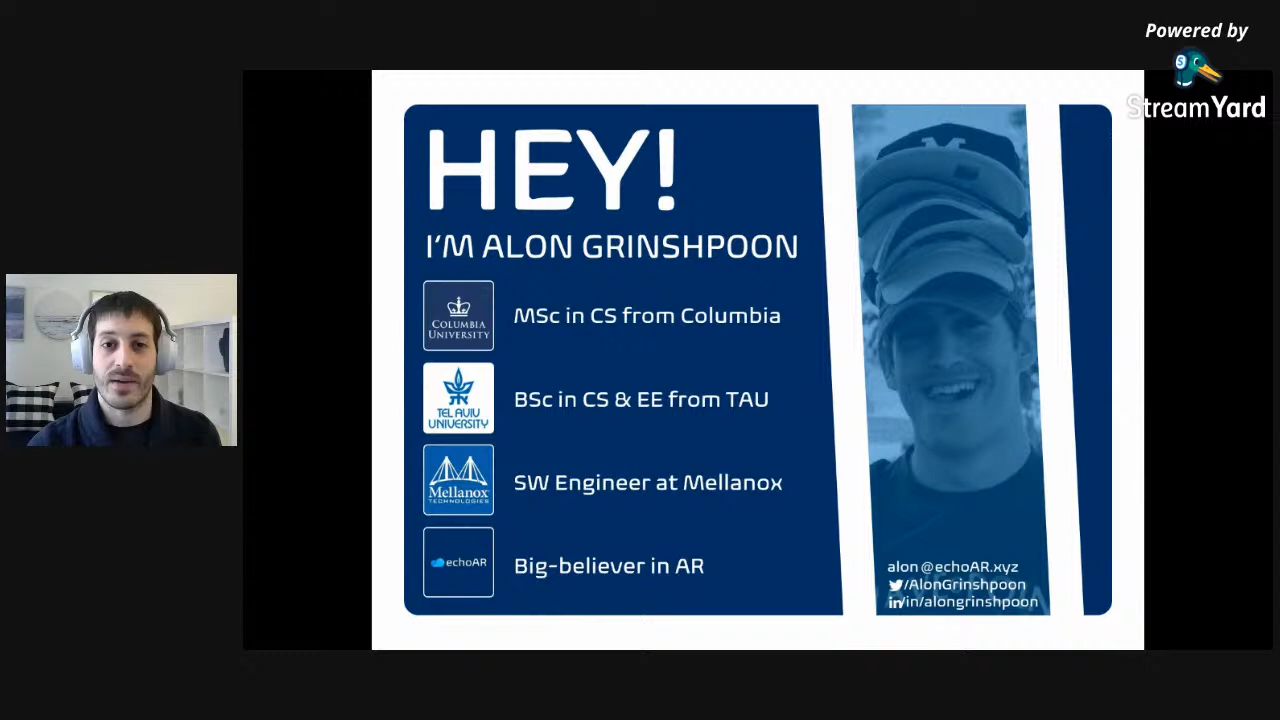 Powered by
StreamYard
HEY!
I'M ALON GRINSHPOON
COLUMBIA
UNIVERSITY
MSc in CS from Columbia
TEL AVIV
UNIVERSITY
BSc in CS & EE from TAU
Mellanox
TECHNOLOGIES
SW Engineer at Mellanox
echoAR
Big-believer in AR
M
alon@echoAR.xyz
/AlonGrinshpoon
in/in/alongrinshpoon